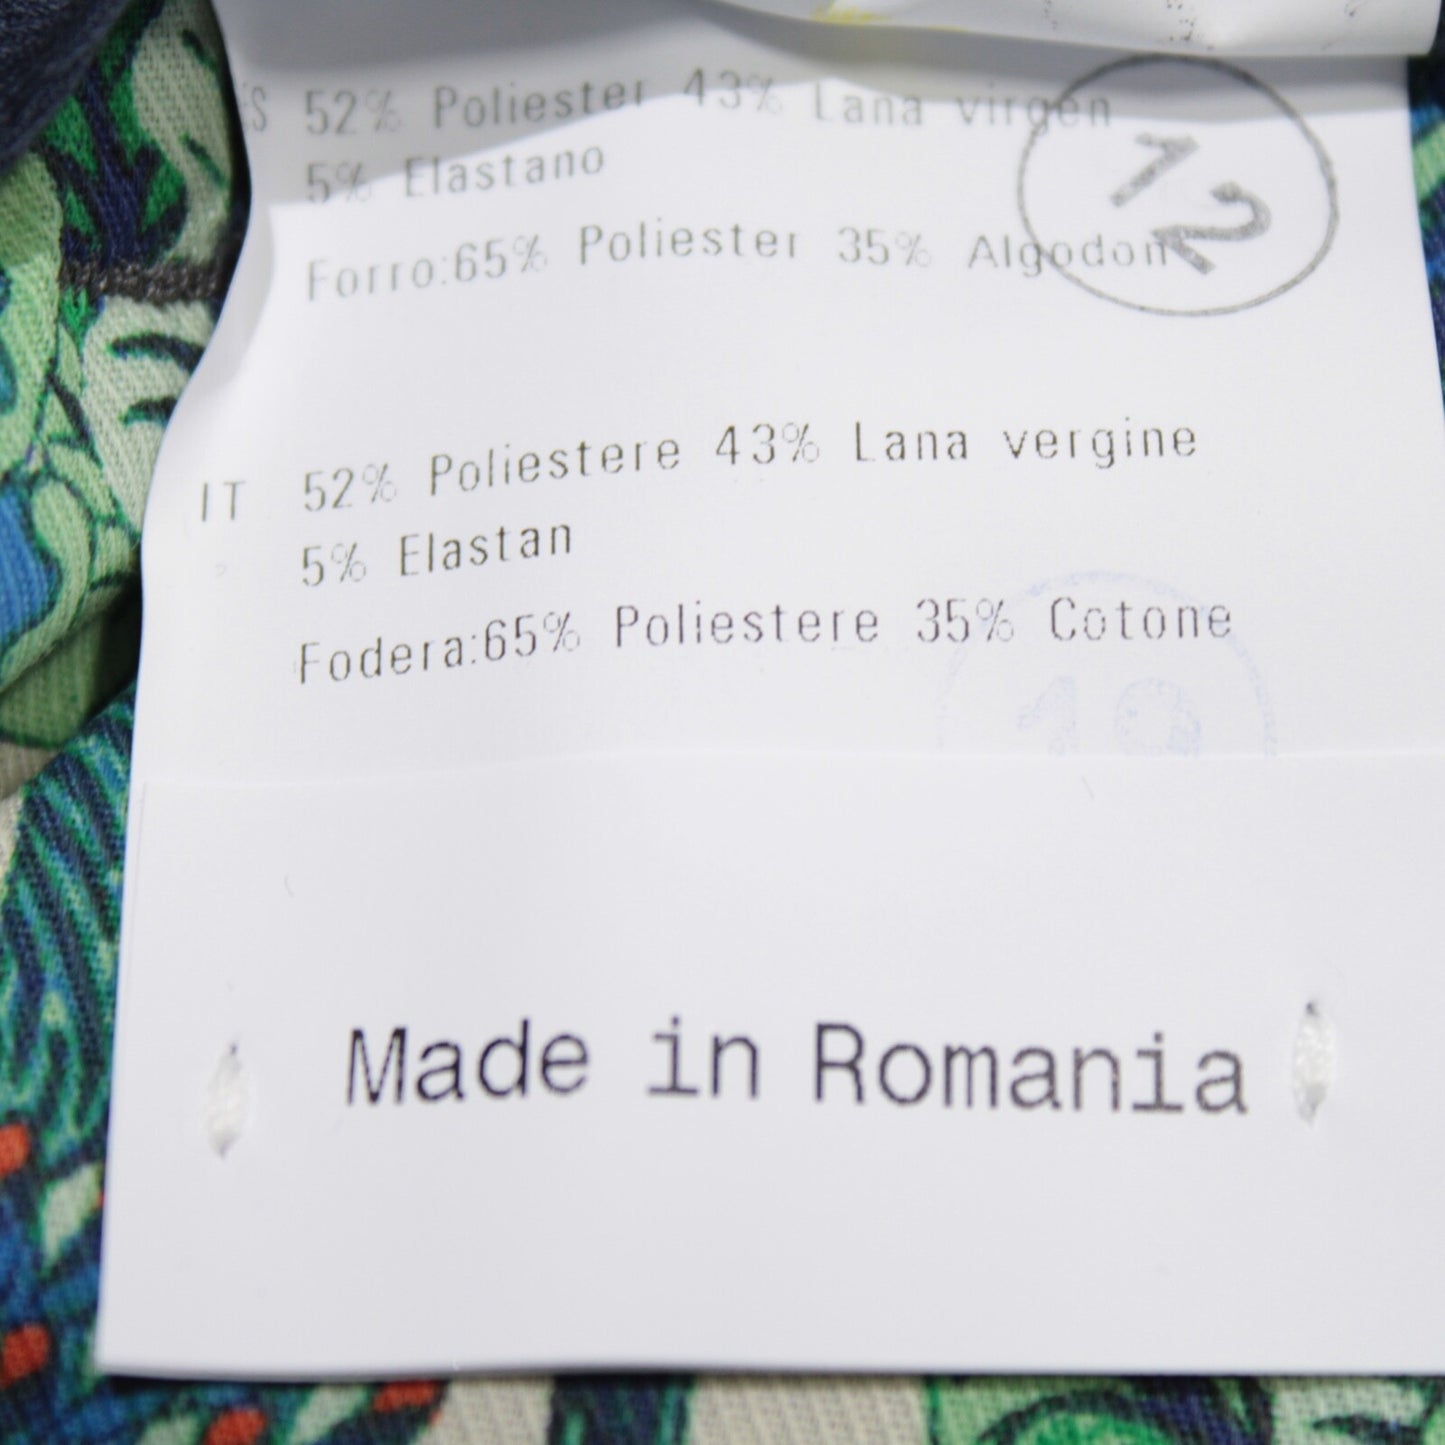 ES 52% Poliester 43% Lana virgen
5% Elastano
Forro:65% Poliester 35% Algodon
12
IT 52% Poliestere 43% Lana vergine
5% Elastan
Fodera:65% Poliestere 35% Cotone
Made in Romania